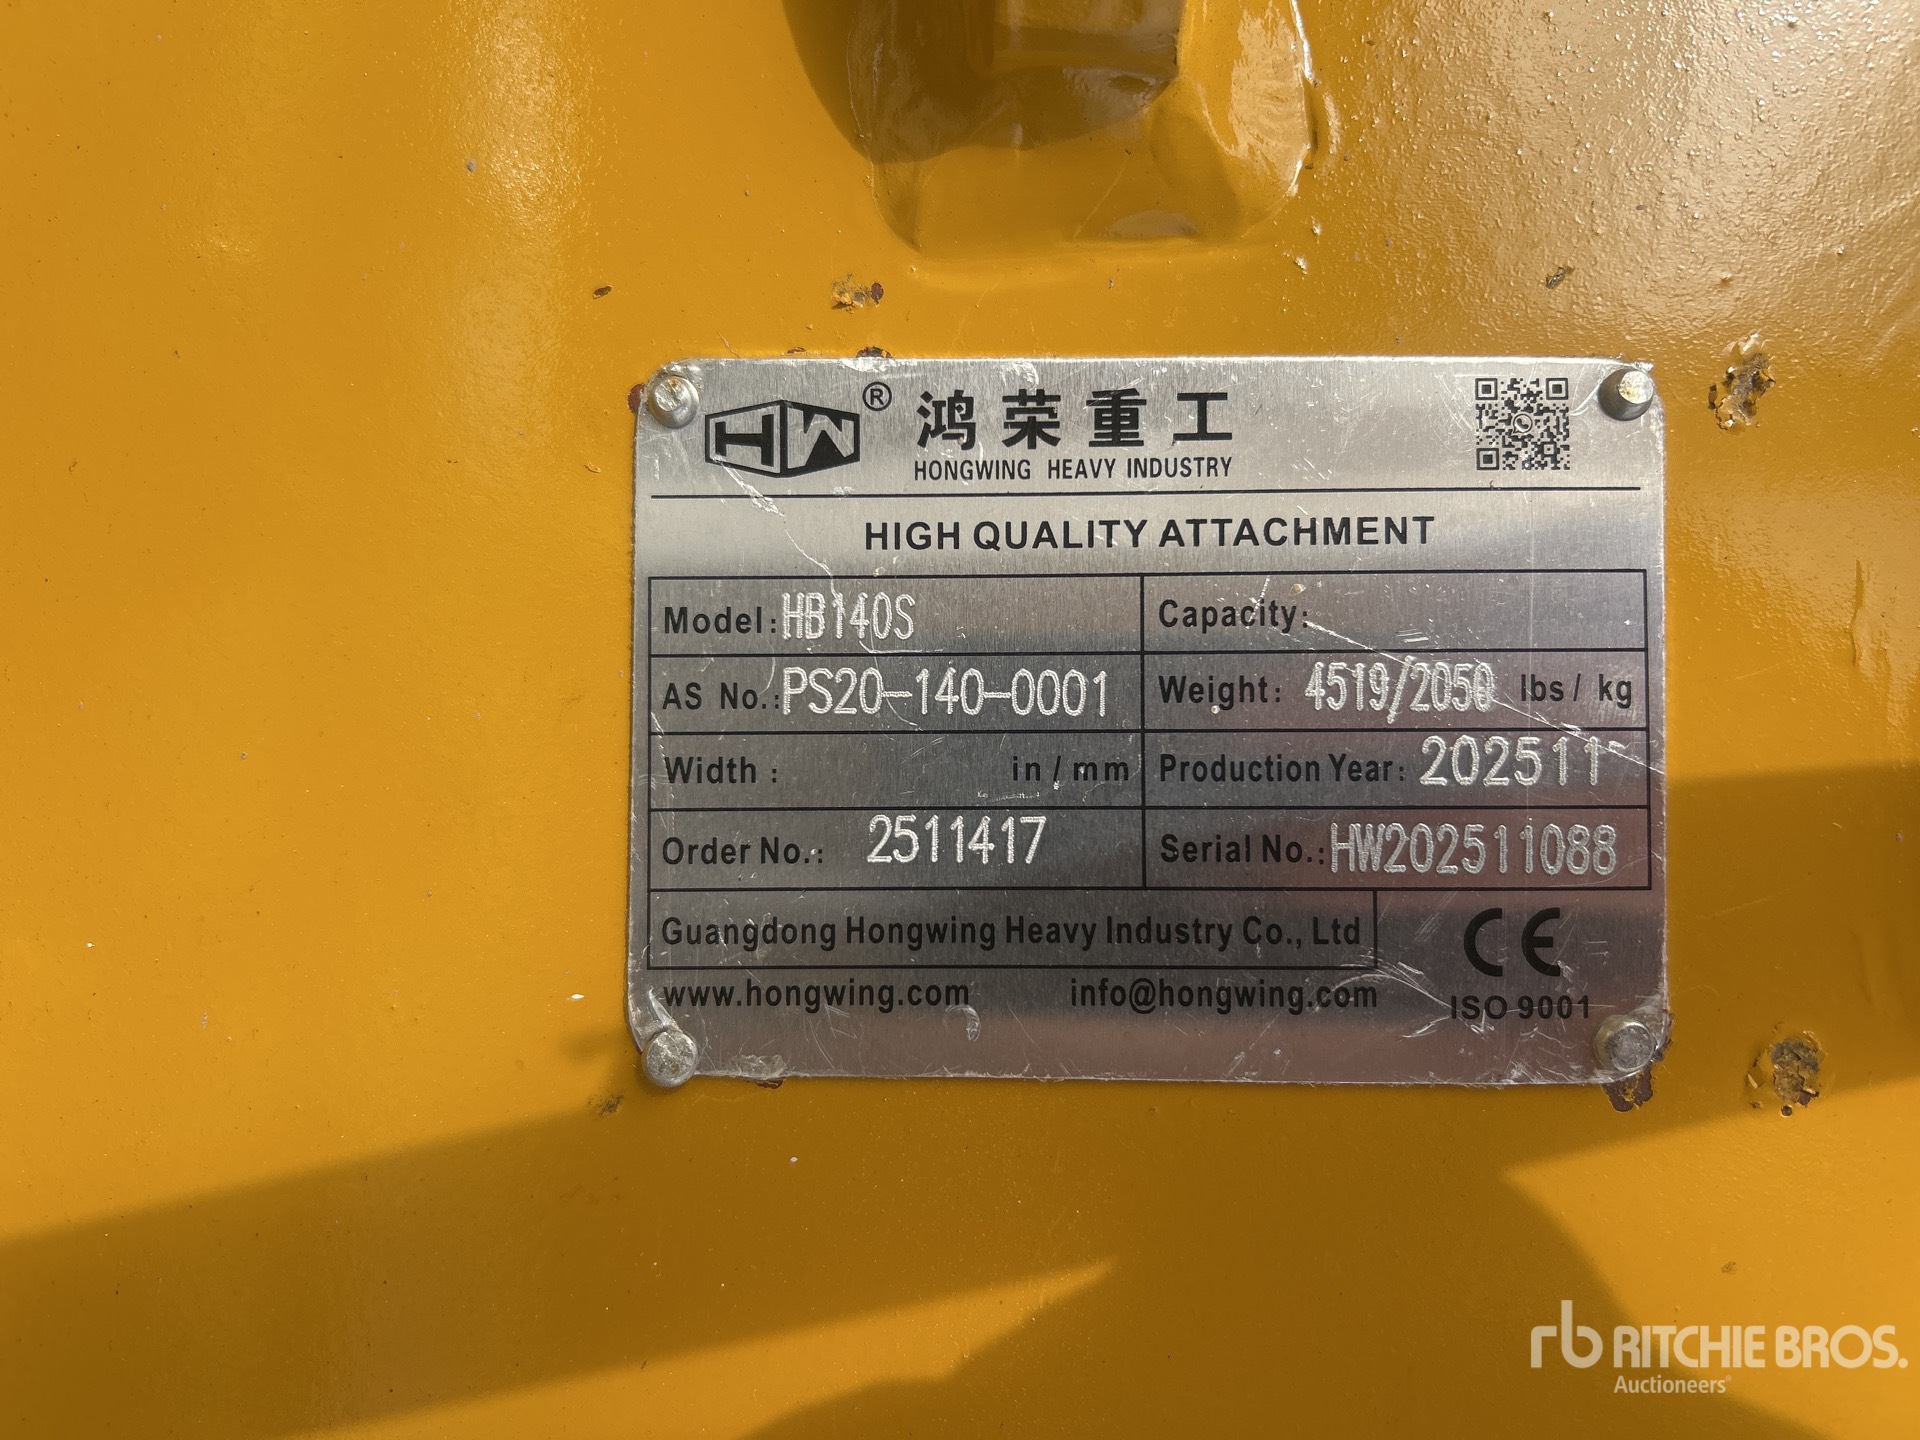 HW® 鸿荣重工
HONGWING HEAVY INDUSTRY
HIGH QUALITY ATTACHMENT
Model: HB140S
Capacity:
AS No.: PS20-140-0001
Weight: 4519/2050 lbs / kg
Width : in / mm
Production Year: 202511
Order No.: 2511417
Serial No.: HW202511088
Guangdong Hongwing Heavy Industry Co., Ltd
CE
www.hongwing.com info@hongwing.com
ISO 9001
rb RITCHIE BROS.
Auctioneers®